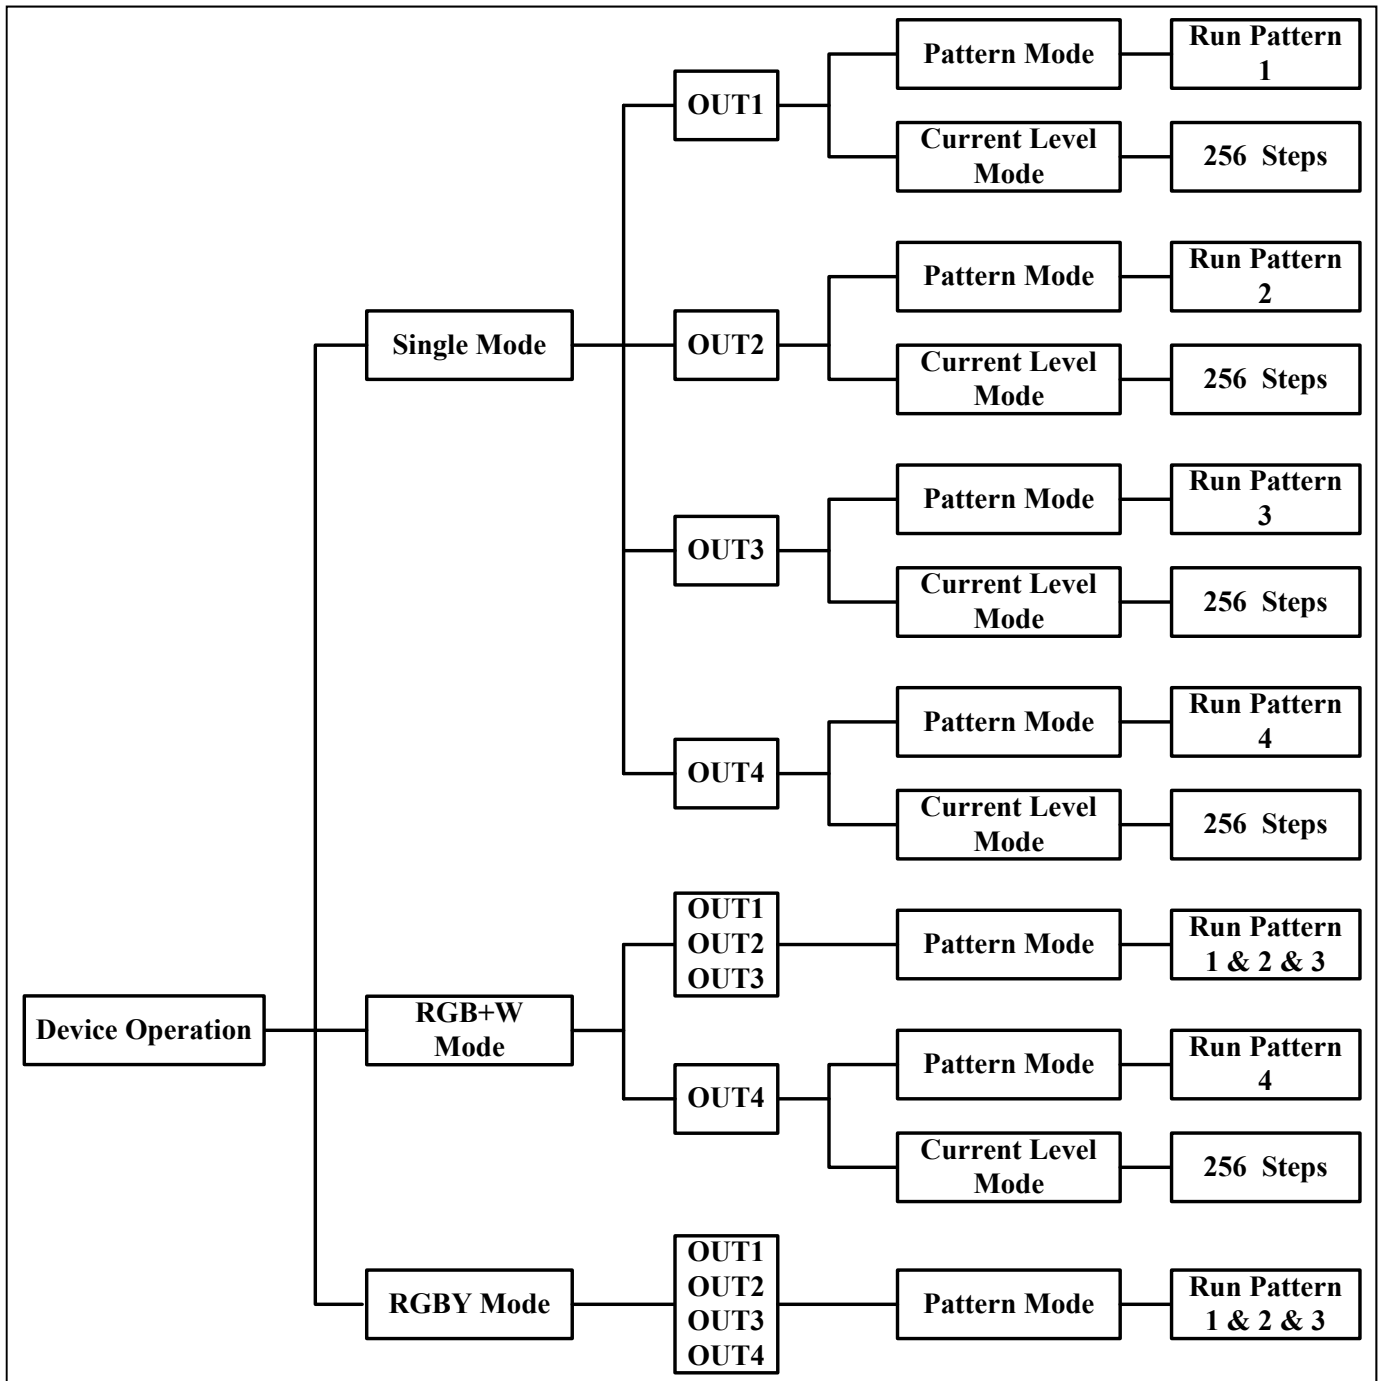 Pattern Mode
Run Pattern
1
OUT1
Current Level
Mode
256 Steps
Pattern Mode
Run Pattern
2
Single Mode
OUT2
Current Level
Mode
256 Steps
Pattern Mode
Run Pattern
3
OUT3
Current Level
Mode
256 Steps
Pattern Mode
Run Pattern
4
OUT4
Current Level
Mode
256 Steps
OUT1
OUT2
OUT3
Pattern Mode
Run Pattern
1 & 2 & 3
Device Operation
RGB+W
Mode
OUT4
Pattern Mode
Run Pattern
4
Current Level
Mode
256 Steps
RGBY Mode
OUT1
OUT2
OUT3
OUT4
Pattern Mode
Run Pattern
1 & 2 & 3